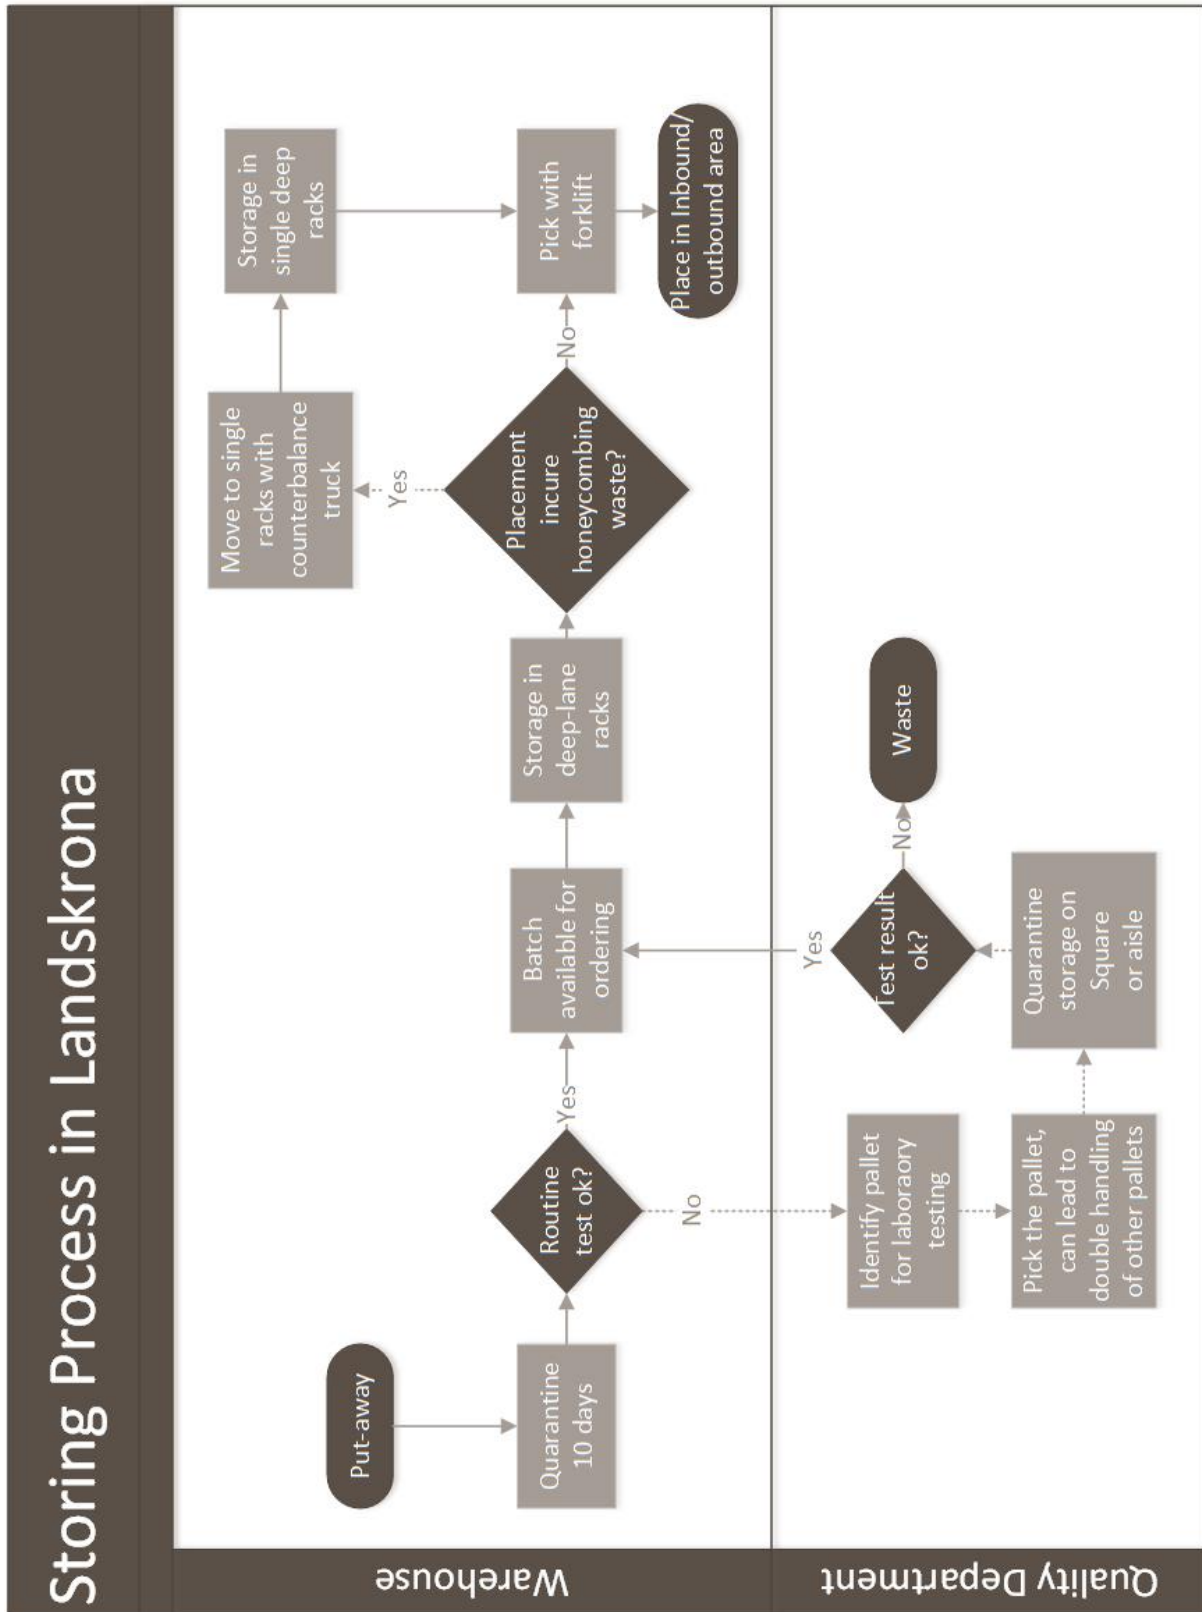 Storing Process in Landskrona
Warehouse
Put-away
Quarantine
10 days
Routine
test ok?
Yes
No
Batch
available for
ordering
Storage in
deep-lane
racks
Placement
incure
honeycombing
waste?
Yes
No
Move to single
racks with
counterbalance
truck
Storage in
single deep
racks
Pick with
forklift
Place in Inbound/
outbound area
Quality Department
Identify pallet
for laboraory
testing
Pick the pallet,
can lead to
double handling
of other pallets
Quarantine
storage on
Square
or aisle
Test result
ok?
Yes
No
Waste